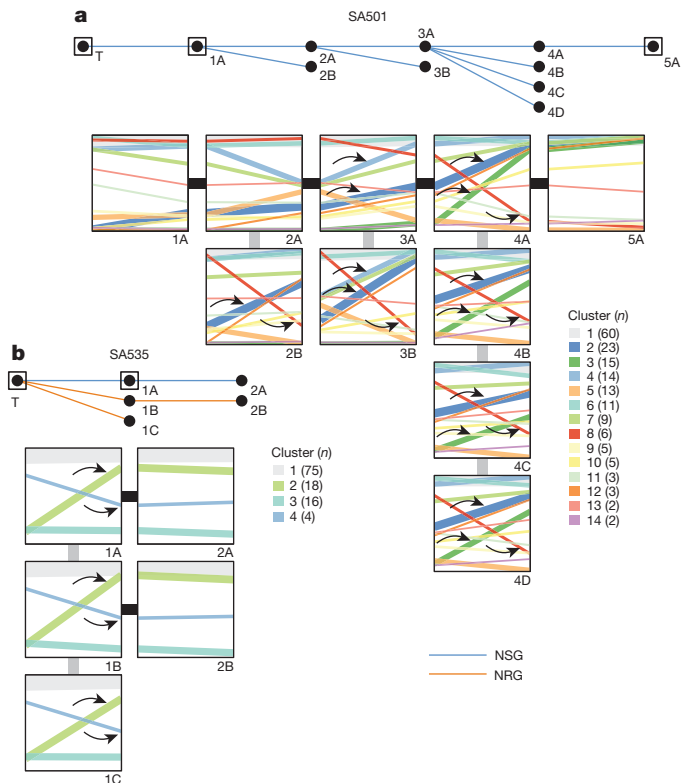 a
SA501
T
1A
2A
2B
3A
3B
4A
4B
4C
4D
5A
1A
2A
3A
4A
5A
2B
3B
4B
4C
4D
Cluster (n)
1 (60)
2 (23)
3 (15)
4 (14)
5 (13)
6 (11)
7 (9)
8 (6)
9 (5)
10 (5)
11 (3)
12 (3)
13 (2)
14 (2)
b
SA535
T
1A
1B
1C
2A
2B
Cluster (n)
1 (75)
2 (18)
3 (16)
4 (4)
1A
2A
1B
2B
1C
NSG
NRG